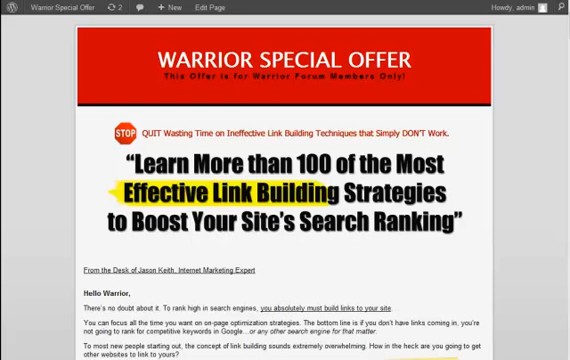 Warrior Special Offer 2 New Edit Page Howdy, admin
WARRIOR SPECIAL OFFER
This Offer is for Warrior Forum Members Only!
STOP QUIT Wasting Time on Ineffective Link Building Techniques that Simply DON'T Work.
"Learn More than 100 of the Most
Effective Link Building Strategies
to Boost Your Site's Search Ranking"
From the Desk of Jason Keith, Internet Marketing Expert
Hello Warrior,
There's no doubt about it. To rank high in search engines, you absolutely must build links to your site.
You can focus all the time you want on on-page optimization strategies. The bottom line is if you don't have links coming in, you're
not going to rank for competitive keywords in Google...or any other search engine for that matter.
To most new people starting out, the concept of link building sounds extremely overwhelming. How in the heck are you going to get
other websites to link to yours?